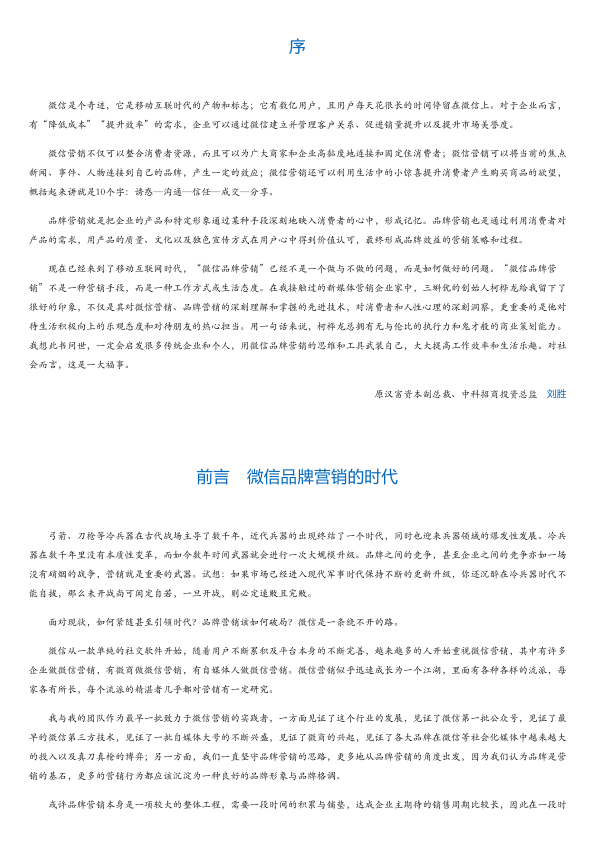 序
微信是个奇迹，它是移动互联时代的产物和标志；它有数亿用户，且用户每天花很长的时间停留在微信上。对于企业而言，
有“降低成本”“提升效率”的需求，企业可以通过微信建立并管理客户关系、促进销量提升以及提升市场美誉度。
微信营销不仅可以整合消费者资源，而且可以为广大商家和企业高黏度地连接和固定住消费者；微信营销可以将当前的焦点
新闻、事件、人物连接到自己的品牌，产生一定的效应；微信营销还可以利用生活中的小惊喜提升消费者产生购买商品的欲望，
概括起来讲就是10个字：诱惑—沟通—信任—成交—分享。
品牌营销就是把企业的产品和特定形象通过某种手段深刻地映入消费者的心中，形成记忆。品牌营销也是通过利用消费者对
产品的需求，用产品的质量、文化以及独色宣传方式在用户心中得到价值认可，最终形成品牌效益的营销策略和过程。
现在已经来到了移动互联网时代，“微信品牌营销”已经不是一个做与不做的问题，而是如何做好的问题。“微信品牌营
销”不是一种营销手段，而是一种工作方式或生活态度。在我接触过的新媒体营销企业家中，三蝌优的创始人柯桦龙给我留下了
很好的印象，不仅是其对微信营销、品牌营销的深刻理解和掌握的先进技术，对消费者和人性心理的深刻洞察，更重要的是他对
待生活积极向上的乐观态度和对待朋友的热心担当。用一句话来说，柯桦龙总拥有无与伦比的执行力和鬼才般的商业策划能力。
我想此书问世，一定会启发很多传统企业和个人，用微信品牌营销的思维和工具武装自己，大大提高工作效率和生活乐趣。对社
会而言，这是一大福事。
原汉富资本副总裁、中科招商投资总监 刘胜
前言 微信品牌营销的时代
弓箭、刀枪等冷兵器在古代战场主导了数千年，近代兵器的出现终结了一个时代，同时也迎来兵器领域的爆发性发展。冷兵
器在数千年里没有本质性变革，而如今数年时间武器就会进行一次大规模升级。品牌之间的竞争，甚至企业之间的竞争亦如一场
没有硝烟的战争，营销就是重要的武器。试想：如果市场已经进入现代军事时代保持不断的更新升级，你还沉醉在冷兵器时代不
能自拔，那么未开战尚可闲定自若，一旦开战，则必定速败且完败。
面对现状，如何紧随甚至引领时代？品牌营销该如何破局？微信是一条绕不开的路。
微信从一款单纯的社交软件开始，随着用户不断累积及平台本身的不断完善，越来越多的人开始重视微信营销，其中有许多
企业做微信营销，有微商做微信营销，有自媒体人做微信营销。微信营销似乎迅速成长为一个江湖，里面有各种各样的流派，每
家各有所长，每个流派的精湛者几乎都对营销有一定研究。
我与我的团队作为最早一批致力于微信营销的实践者，一方面见证了这个行业的发展，见证了微信第一批公众号，见证了最
早的微信第三方技术，见证了一批自媒体大号的不断兴盛，见证了微商的兴起，见证了各大品牌在微信等社会化媒体中越来越大
的投入以及真刀真枪的博弈；另一方面，我们一直坚守品牌营销的思路，更多地从品牌营销的角度出发，因为我们认为品牌是营
销的基石，更多的营销行为都应该沉淀为一种良好的品牌形象与品牌格调。
或许品牌营销本身是一项较大的整体工程，需要一段时间的积累与铺垫，达成企业主期待的销售周期比较长，因此在一段时